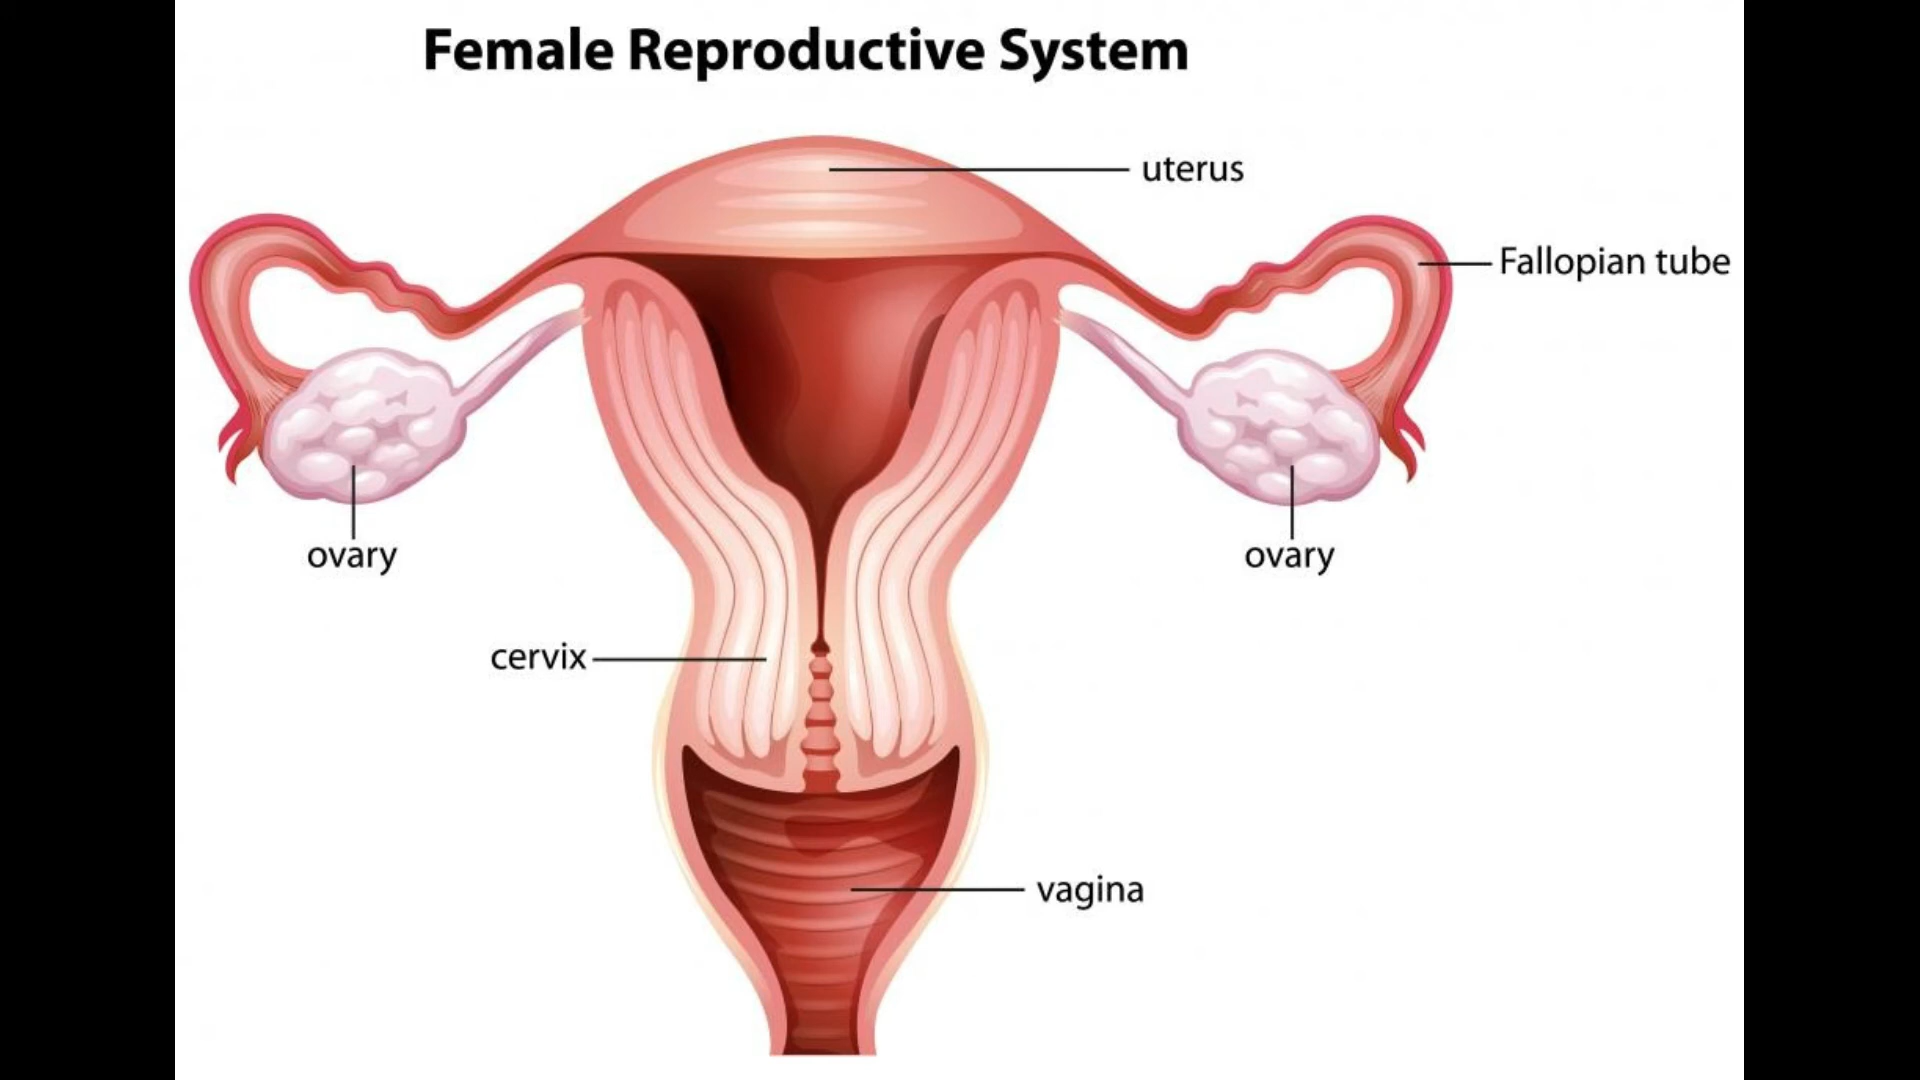 Female Reproductive System
uterus
Fallopian tube
ovary
ovary
cervix
vagina